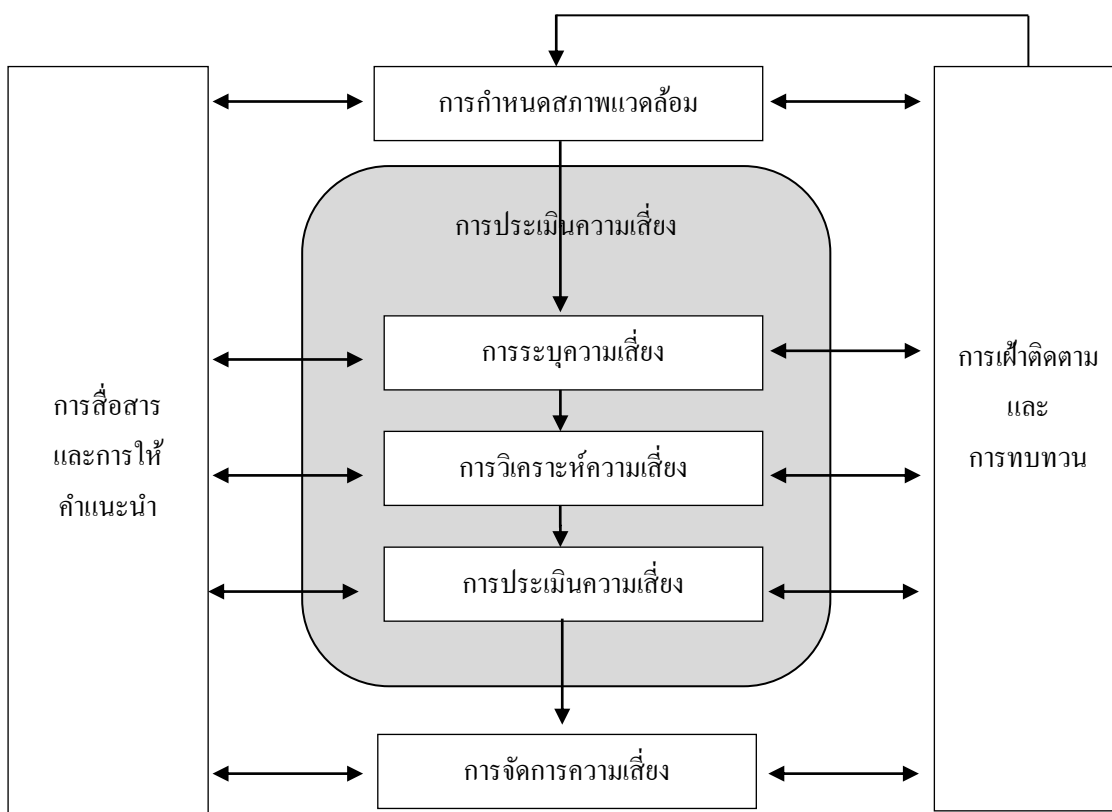 การกำหนดสภาพแวดล้อม
การประเมินความเสี่ยง
การระบุความเสี่ยง
การวิเคราะห์ความเสี่ยง
การประเมินความเสี่ยง
การจัดการความเสี่ยง
การสื่อสาร
และการให้
คำแนะนำ
การเฝ้าติดตาม
และ
การทบทวน